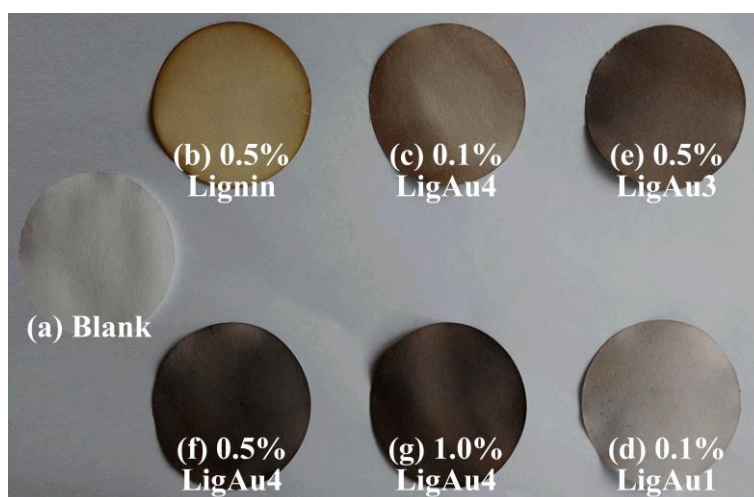 (b) 0.5%
Lignin
(c) 0.1%
LigAu4
(e) 0.5%
LigAu3
(a) Blank
(f) 0.5%
LigAu4
(g) 1.0%
LigAu4
(d) 0.1%
LigAu1